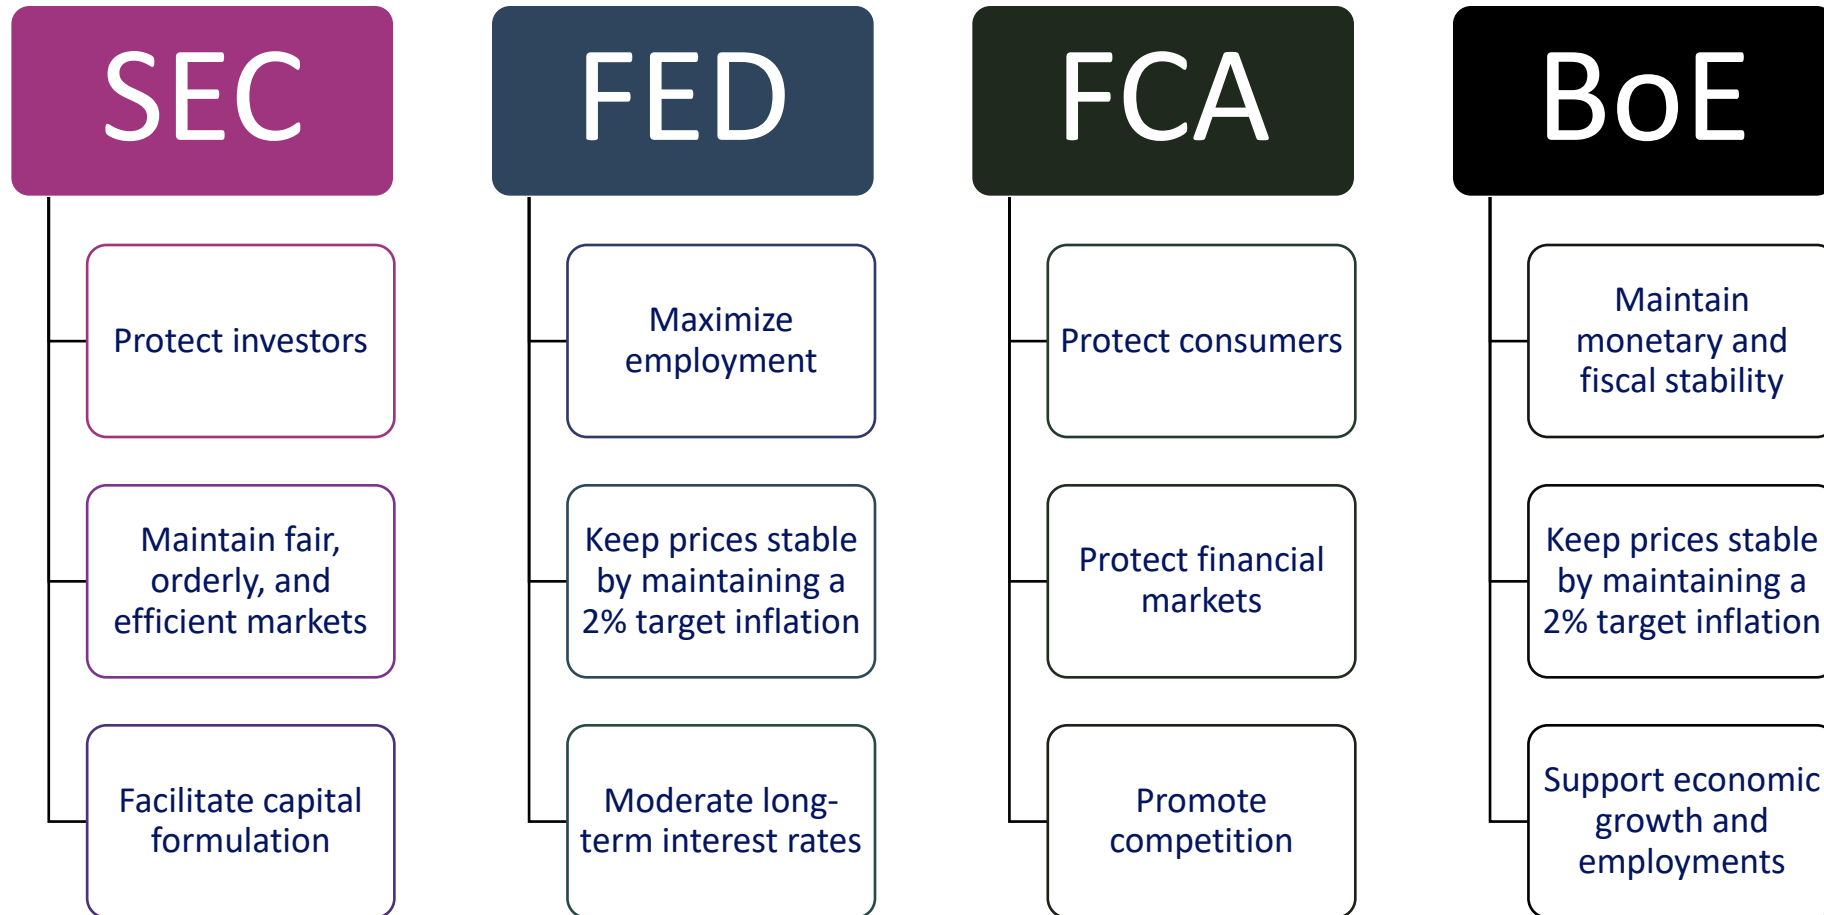 SEC
Protect investors
Maintain fair,
orderly, and
efficient markets
Facilitate capital
formulation
FED
Maximize
employment
Keep prices stable
by maintaining a
2% target inflation
Moderate long-
term interest rates
FCA
Protect consumers
Protect financial
markets
Promote
competition
BoE
Maintain
monetary and
fiscal stability
Keep prices stable
by maintaining a
2% target inflation
Support economic
growth and
employments